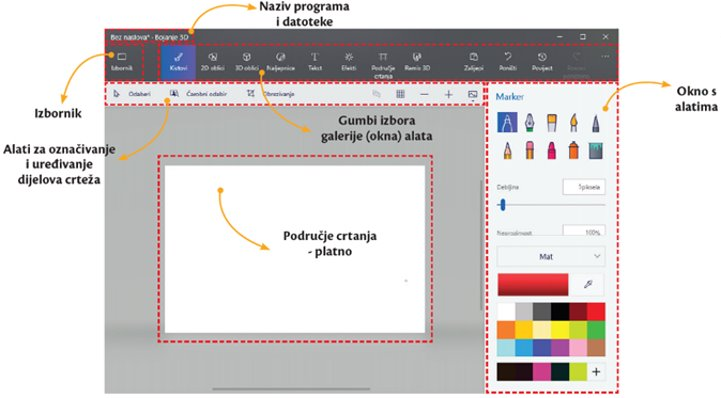 Naziv programa
i datoteke
Bez naslova* - Bojanje 3D
Izbornik
Kistovi
2D oblici
3D oblici
Naljepnice
Tekst
Efekti
Područje
crtanja
Remix 3D
Zalijepi
Poništi
Povijest
Odaberi
Čarobni odabir
Obrezivanje
Marker
Okno s
alatima
Izbornik
Gumbi izbora
galerije (okna) alata
Alati za označivanje
i uređivanje
dijelova crteža
Debljina
5piksela
Neprozirnost
100%
Područje crtanja
- platno
Mat